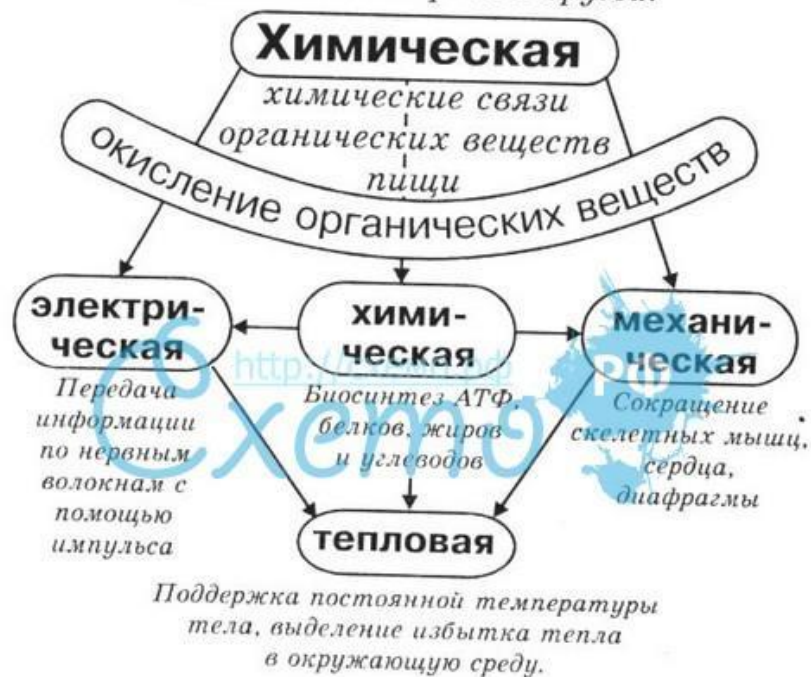 Химическая
химические связи
органических веществ
пищи
окисление органических веществ
электри-
ческая
хими-
ческая
механи-
ческая
Передача
информации
по нервным
волокнам с
помощью
импульса
Биосинтез АТФ,
белков, жиров
и углеводов
Сокращение
скелетных мышц,
сердца,
диафрагмы
тепловая
Поддержка постоянной температуры
тела, выделение избытка тепла
в окружающую среду.
Схемо
РФ